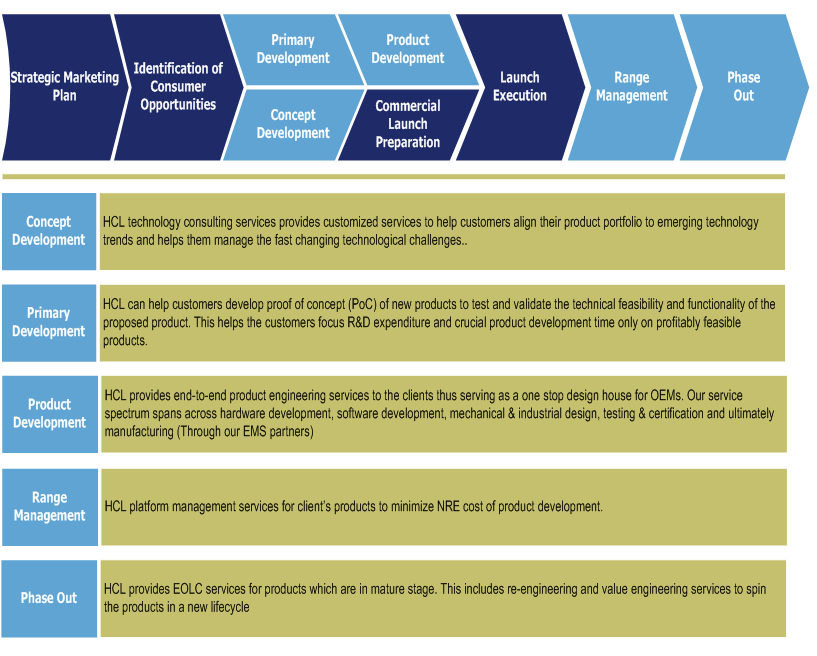 Strategic Marketing
Plan
Identification of
Consumer
Opportunities
Primary
Development
Concept
Development
Product
Development
Commercial
Launch
Preparation
Launch
Execution
Range
Management
Phase
Out
Concept
Development
HCL technology consulting services provides customized services to help customers align their product portfolio to emerging technology
trends and helps them manage the fast changing technological challenges..
Primary
Development
HCL can help customers develop proof of concept (PoC) of new products to test and validate the technical feasibility and functionality of the
proposed product. This helps the customers focus R&D expenditure and crucial product development time only on profitably feasible
products.
Product
Development
HCL provides end-to-end product engineering services to the clients thus serving as a one stop design house for OEMs. Our service
spectrum spans across hardware development, software development, mechanical & industrial design, testing & certification and ultimately
manufacturing (Through our EMS partners)
Range
Management
HCL platform management services for client's products to minimize NRE cost of product development.
Phase Out
HCL provides EOLC services for products which are in mature stage. This includes re-engineering and value engineering services to spin
the products in a new lifecycle